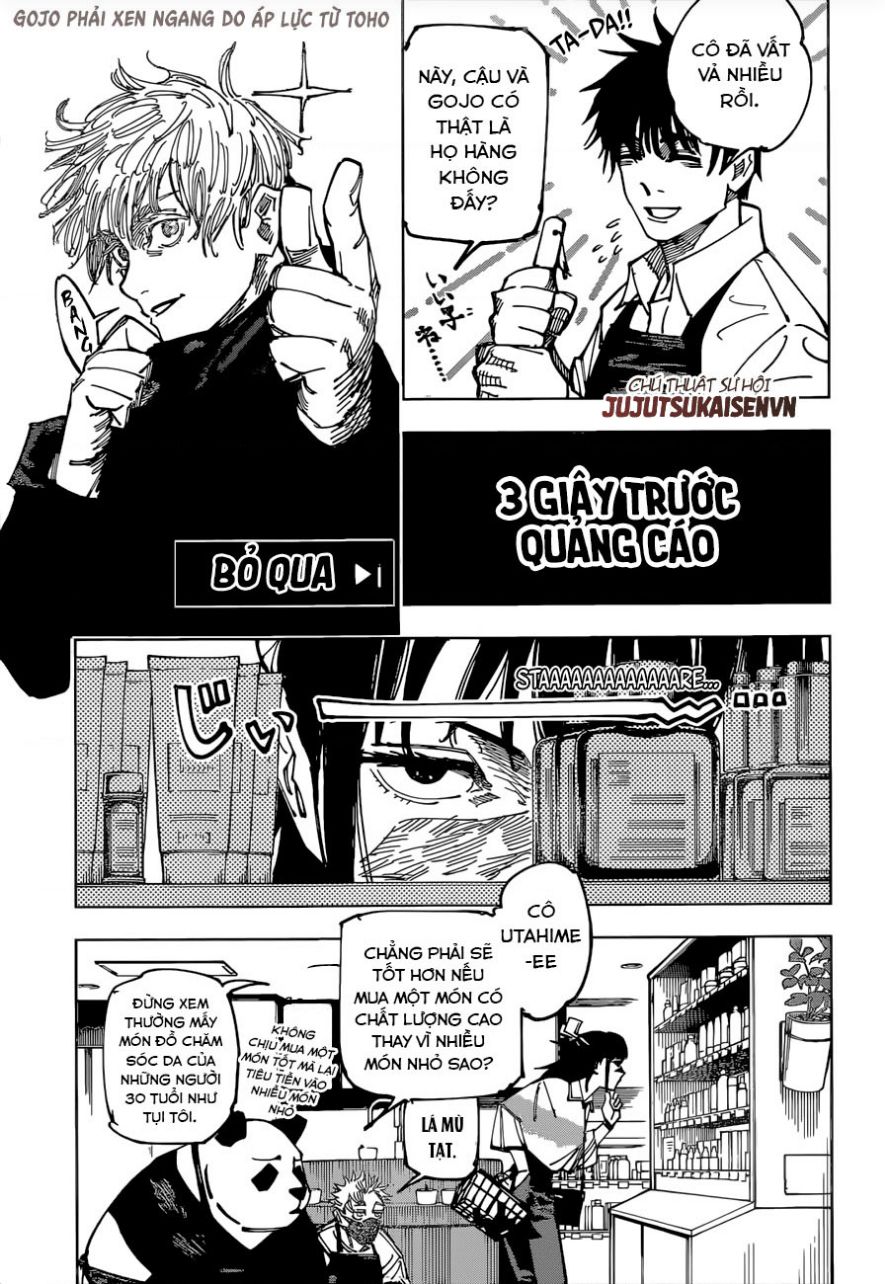 GOJO PHẢI XEN NGANG DO ÁP LỰC TỪ TOHO
CÔ ĐÃ VẤT
VẢ NHIỀU
RỒI.
TA-DA!!
NÀY, CẬU VÀ
GOJO CÓ
THẬT LÀ
HỌ HÀNG
KHÔNG
ĐẤY?
いい子ね……
CHÚ THUẬT SƯ HỘI
JUJUTSUKAISENVN
BANG
3 GIÂY TRƯỚC
QUẢNG CÁO
BỎ QUA
STAAAAAAAAAAAAAARE...
じぃー…
CÔ
UTAHIME
-EE
CHẲNG PHẢI SẼ
TỐT HƠN NẾU
MUA MỘT MÓN CÓ
CHẤT LƯỢNG CAO
THAY VÌ NHIỀU
MÓN NHỎ SAO?
LÁ MÙ
TẠT.
KHÔNG
CHỊU MUA MỘT
MÓN TỐT MÀ LẠI
TIÊU TIỀN VÀO
NHIỀU MÓN
NHỎ
ĐỪNG XEM
THƯỜNG MẤY
MÓN ĐỒ CHĂM
SÓC DA CỦA
NHỮNG NGƯỜI
30 TUỔI NHƯ
TỤI TÔI.